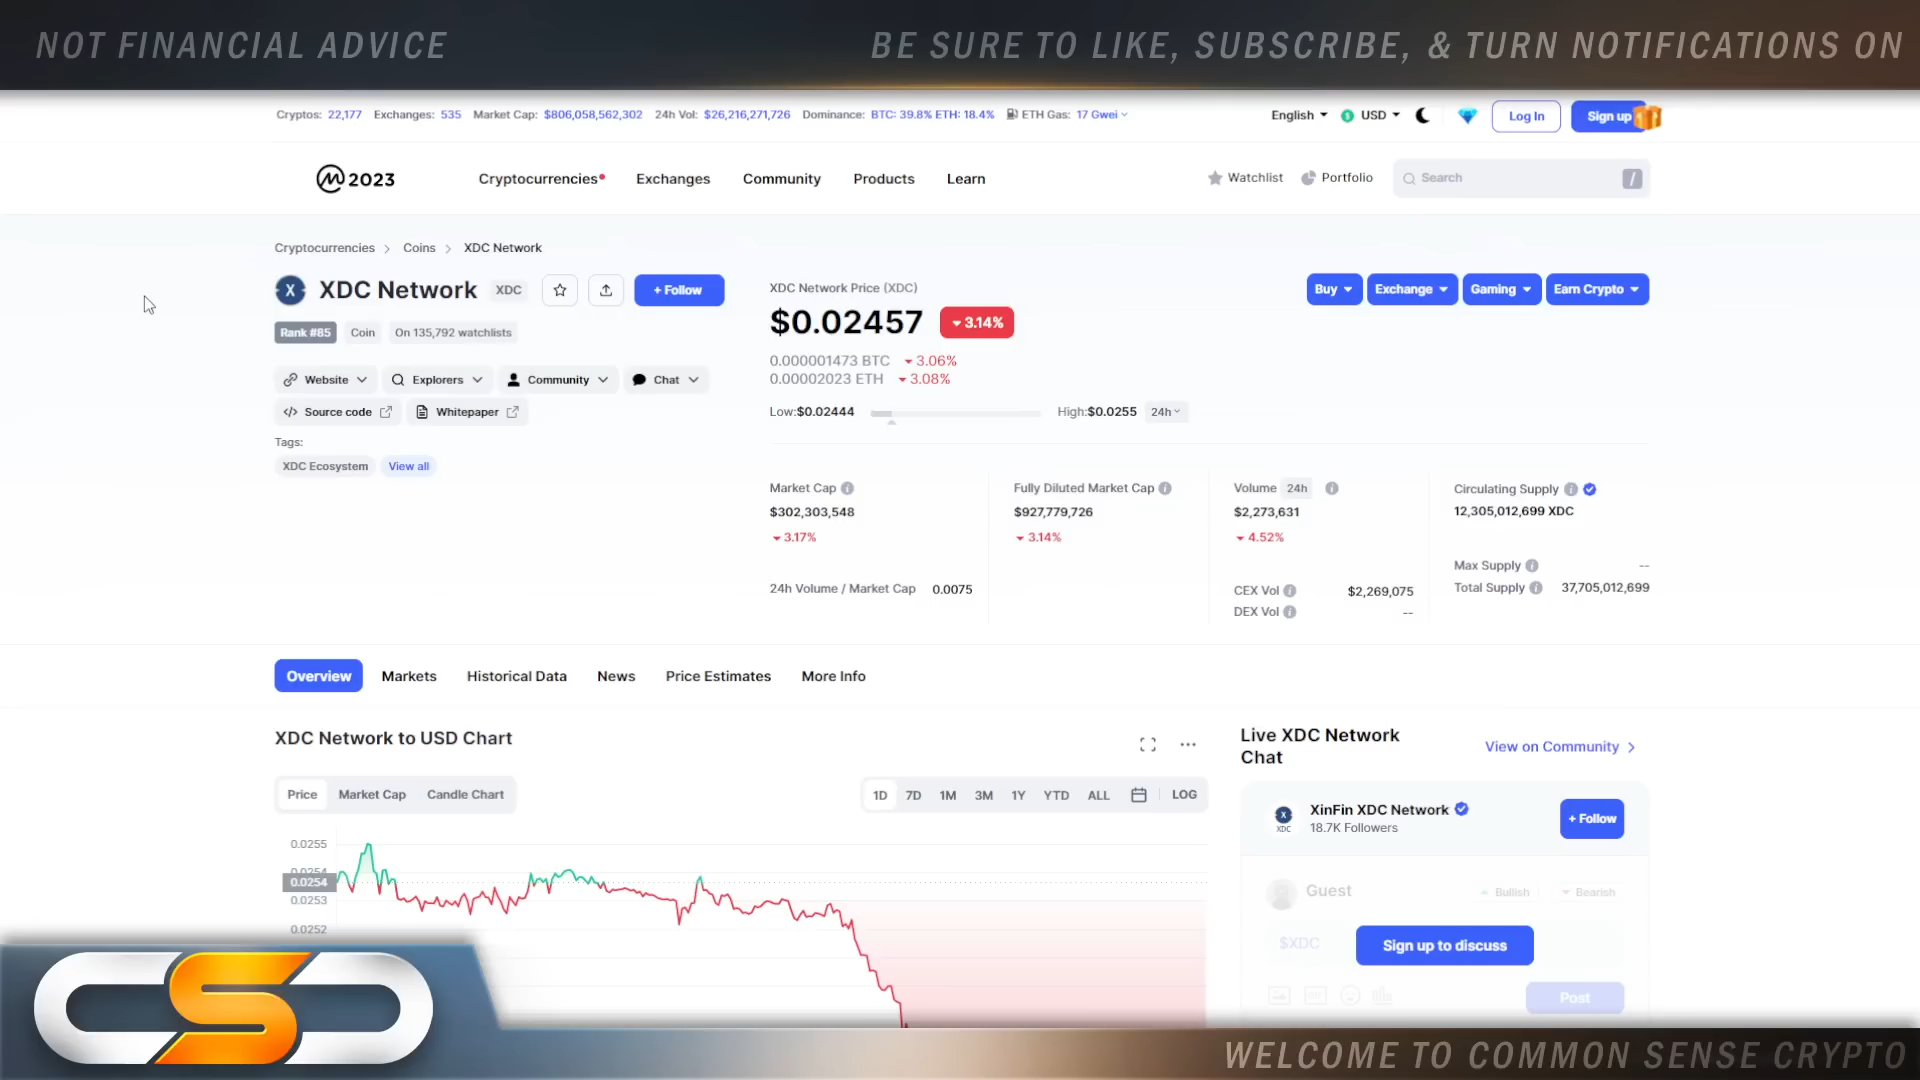 NOT FINANCIAL ADVICE
BE SURE TO LIKE, SUBSCRIBE, & TURN NOTIFICATIONS ON
Cryptos: 22,177 Exchanges: 535 Market Cap: $806,058,562,302 24h Vol: $26,216,271,726 Dominance: BTC: 39.8% ETH: 18.4% ETH Gas: 17 Gwei
English USD Log In Sign up
2023 Cryptocurrencies Exchanges Community Products Learn
Watchlist Portfolio Search /
Cryptocurrencies > Coins > XDC Network
XDC Network XDC + Follow
Rank #85 Coin On 135,792 watchlists
Website Explorers Community Chat
Source code Whitepaper
Tags:
XDC Ecosystem View all
XDC Network Price (XDC)
$0.02457 3.14%
0.000001473 BTC 3.06%
0.00002023 ETH 3.08%
Low:$0.02444 High:$0.0255 24h
Buy Exchange Gaming Earn Crypto
Market Cap
$302,303,548
3.17%
24h Volume / Market Cap 0.0075
Fully Diluted Market Cap
$927,779,726
3.14%
Volume 24h
$2,273,631
4.52%
CEX Vol $2,269,075
DEX Vol --
Circulating Supply
12,305,012,699 XDC
Max Supply --
Total Supply 37,705,012,699
Overview Markets Historical Data News Price Estimates More Info
XDC Network to USD Chart
Price Market Cap Candle Chart
1D 7D 1M 3M 1Y YTD ALL LOG
0.0255
0.0254
0.0254
0.0253
0.0252
Live XDC Network
Chat
View on Community >
XinFin XDC Network
18.7K Followers
+ Follow
XDC
Guest Bullish Bearish
$XDC Sign up to discuss
Post
CSC
WELCOME TO COMMON SENSE CRYPTO